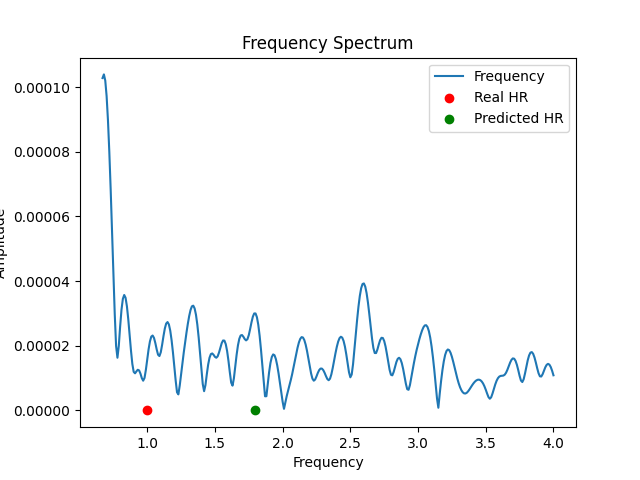 Frequency Spectrum
Frequency
Real HR
Predicted HR
0.00010
0.00008
0.00006
0.00004
0.00002
0.00000
Amplitude
1.0 1.5 2.0 2.5 3.0 3.5 4.0
Frequency